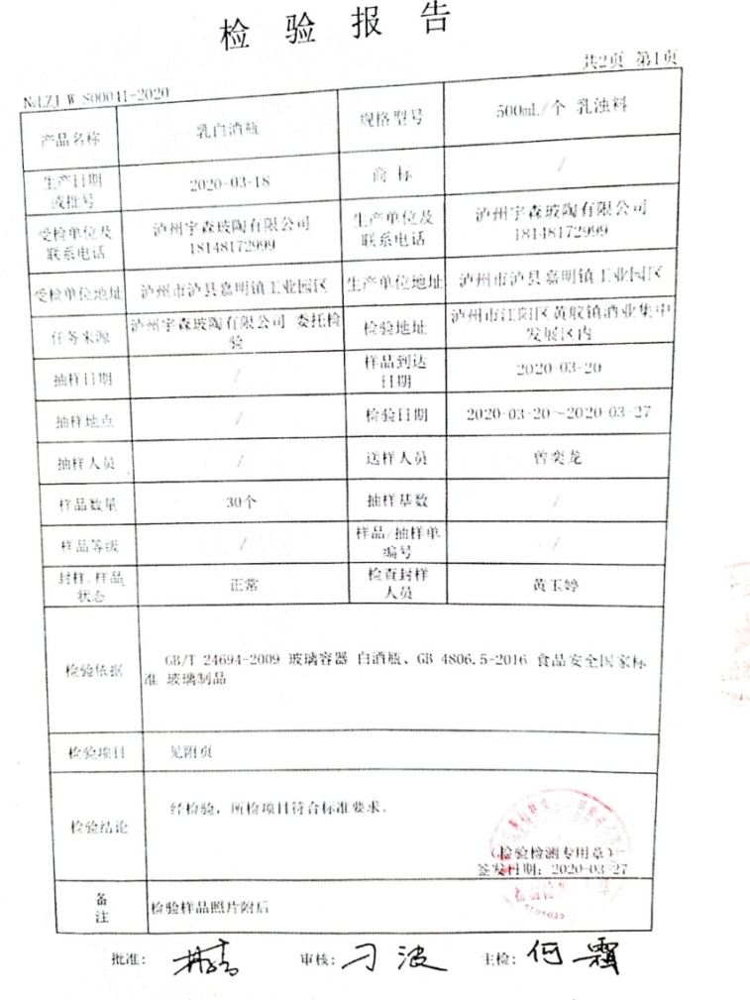 检验报告
共2页 第1页
No:LZJ W S00041-2020
产品名称 乳白酒瓶 规格型号 500mL/个 乳浊料
生产日期
或批号 2020-03-18 商标 /
受检单位及
联系电话 泸州宇森玻陶有限公司
18148172999 生产单位及
联系电话 泸州宇森玻陶有限公司
18148172999
受检单位地址 泸州市泸县嘉明镇工业园区 生产单位地址 泸州市泸县嘉明镇工业园区
任务来源 泸州宇森玻陶有限公司 委托检
验 检验地址 泸州市江阳区黄舣镇酒业集中
发展区内
抽样日期 / 样品到达
日期 2020-03-20
抽样地点 / 检验日期 2020-03-20~2020-03-27
抽样人员 / 送样人员 曾奕龙
样品数量 30个 抽样基数 /
样品等级 / 样品/抽样单
编号 /
封样、样品
状态 正常 检查封样
人员 黄玉婷
检验依据 GB/T 24694-2009 玻璃容器 白酒瓶、GB 4806.5-2016 食品安全国家标
准 玻璃制品
检验项目 见附页
检验结论 经检验，所检项目符合标准要求。
(检验检测专用章)
签发日期: 2020-03-27
备
注 检验样品照片附后
批准: 审核: 刁波 主检: 何霜